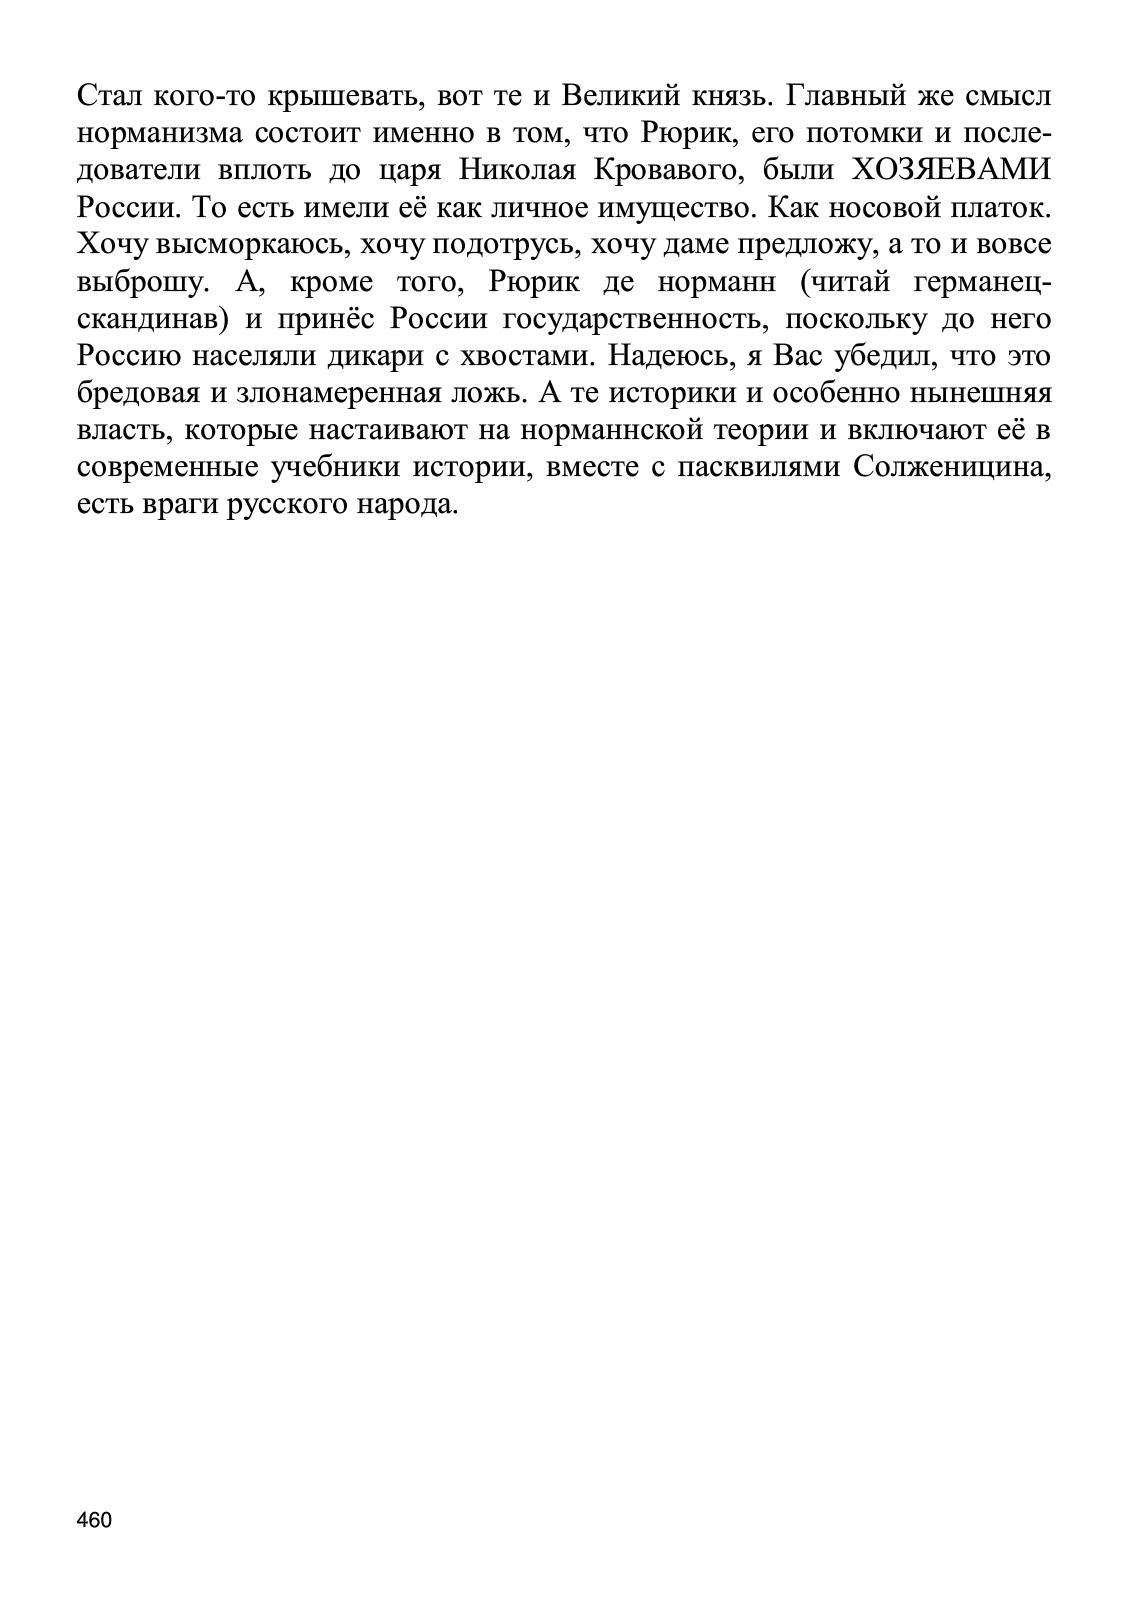 Стал кого-то крышевать, вот те и Великий князь. Главный же смысл
норманизма состоит именно в том, что Рюрик, его потомки и после-
дователи вплоть до царя Николая Кровавого, были ХОЗЯЕВАМИ
России. То есть имели её как личное имущество. Как носовой платок.
Хочу высморкаюсь, хочу подотрусь, хочу даме предложу, а то и вовсе
выброшу. А, кроме того, Рюрик де норманн (читай германец-
скандинав) и принёс России государственность, поскольку до него
Россию населяли дикари с хвостами. Надеюсь, я Вас убедил, что это
бредовая и злонамеренная ложь. А те историки и особенно нынешняя
власть, которые настаивают на норманнской теории и включают её в
современные учебники истории, вместе с пасквилями Солженицина,
есть враги русского народа.
460